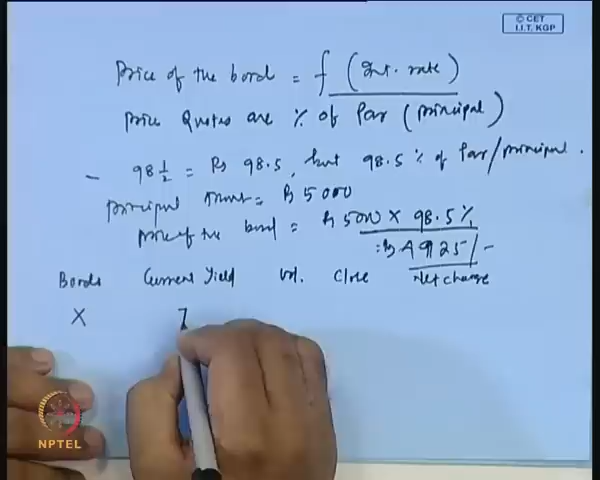 © CET
I.I.T. KGP
Price of the bond = f (Int. rate)
Price Quotes are % of Par (principal)
- 98 1/2 = Rs 98.5, but 98.5 % of Par/principal.
principal = Rs 5000
price of the bond = Rs 5000 X 98.5 %
: Rs 4925/-
Bonds Current Yield Vol. Close Net change
X 7
NPTEL